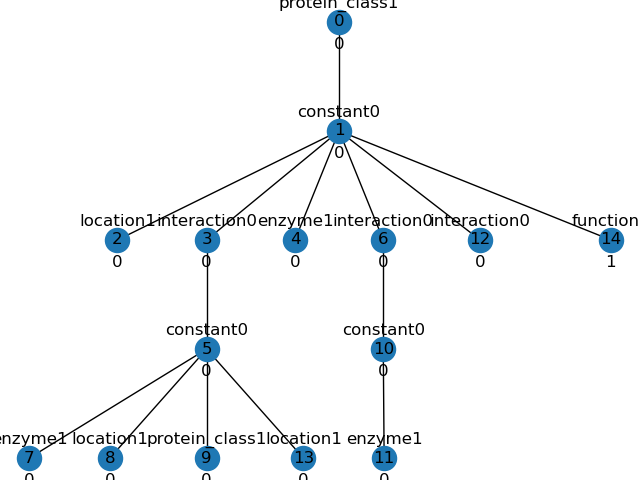 protein_class1
0
0
constant0
1
0
location1 interaction0 enzyme1 interaction0 interaction0 function
2 3 4 6 12 14
0 0 0 0 0 1
constant0 constant0
5 10
0 0
enzyme1 location1 protein_class1 location1 enzyme1
7 8 9 13 11
0 0 0 0 0